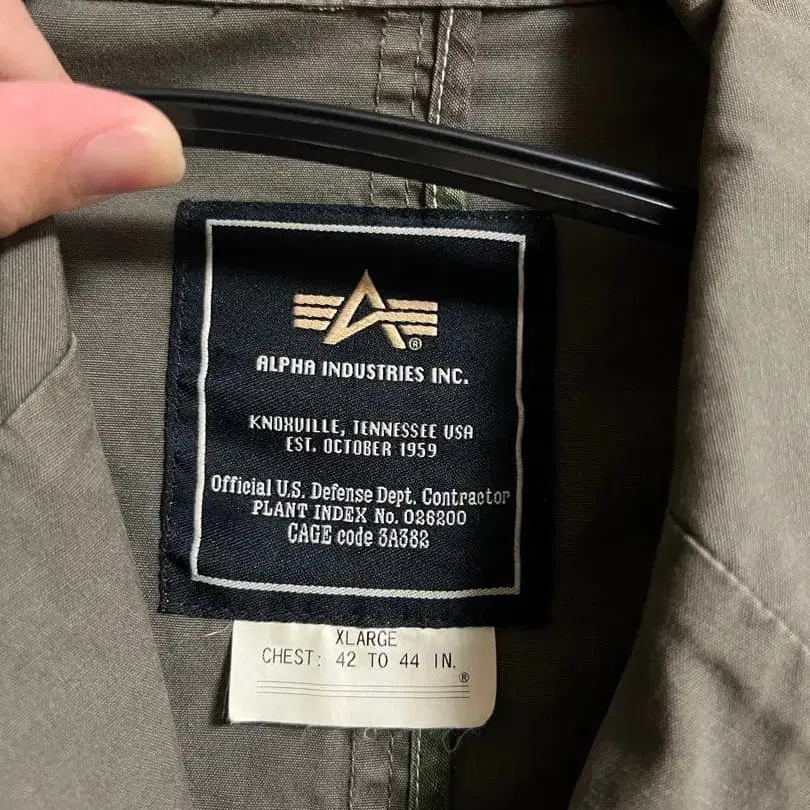 ®
ALPHA INDUSTRIES INC.
KNOXVILLE, TENNESSEE USA
EST. OCTOBER 1959
Official U.S. Defense Dept. Contractor
PLANT INDEX No. 026200
CAGE code 3A382
XLARGE
CHEST: 42 TO 44 IN.
®